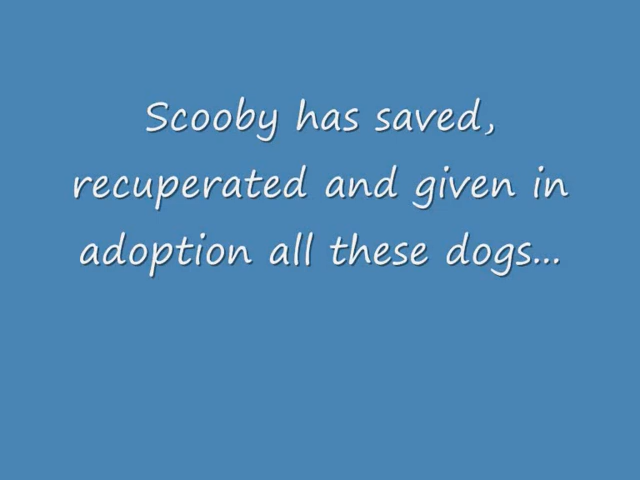 Scooby has saved,
recuperated and given in
adoption all these dogs...